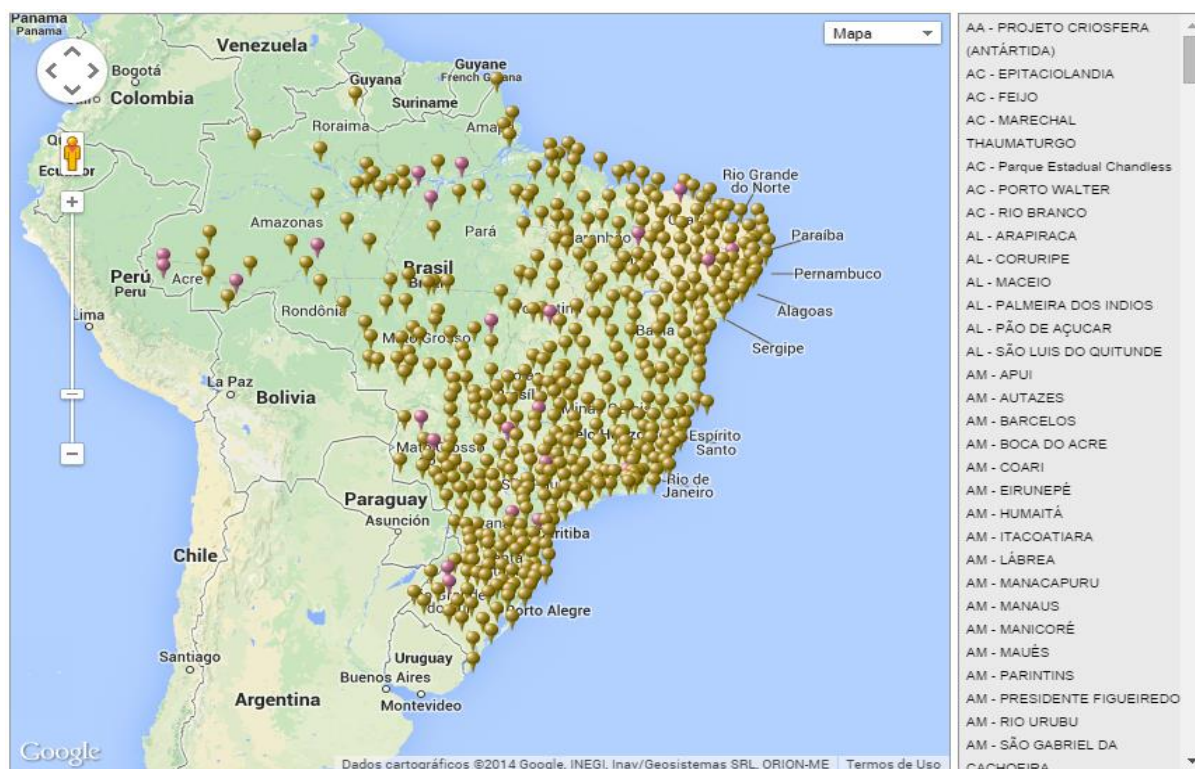 Panama
Panama
Venezuela
Mapa
Bogotá
Colombia
Guyana
Guyane
French Guiana
Suriname
Roraima
Rio Grande
do Norte
Amazonas
Pará
Paraíba
Brasil
Perú
Peru
Acre
Pernambuco
Rondônia
Alagoas
Lima
Bahia
Mato Grosso
Sergipe
La Paz
Bolivia
Espírito
Santo
Rio de
Janeiro
Paraguay
Asunción
Chile
Porto Alegre
Santiago
Uruguay
Buenos Aires
Montevideo
Argentina
Google
Dados cartográficos ©2014 Google, INEGI, Inav/Geosistemas SRL, ORION-ME
Termos de Uso
AA - PROJETO CRIOSFERA
(ANTÁRTIDA)
AC - EPITACIOLANDIA
AC - FEIJO
AC - MARECHAL
THAUMATURGO
AC - Parque Estadual Chandless
AC - PORTO WALTER
AC - RIO BRANCO
AL - ARAPIRACA
AL - CORURIPE
AL - MACEIO
AL - PALMEIRA DOS INDIOS
AL - PÃO DE AÇUCAR
AL - SÃO LUIS DO QUITUNDE
AM - APUI
AM - AUTAZES
AM - BARCELOS
AM - BOCA DO ACRE
AM - COARI
AM - EIRUNEPÉ
AM - HUMAITÁ
AM - ITACOATIARA
AM - LÁBREA
AM - MANACAPURU
AM - MANAUS
AM - MANICORÉ
AM - MAUÉS
AM - PARINTINS
AM - PRESIDENTE FIGUEIREDO
AM - RIO URUBU
AM - SÃO GABRIEL DA
CACHOEIRA